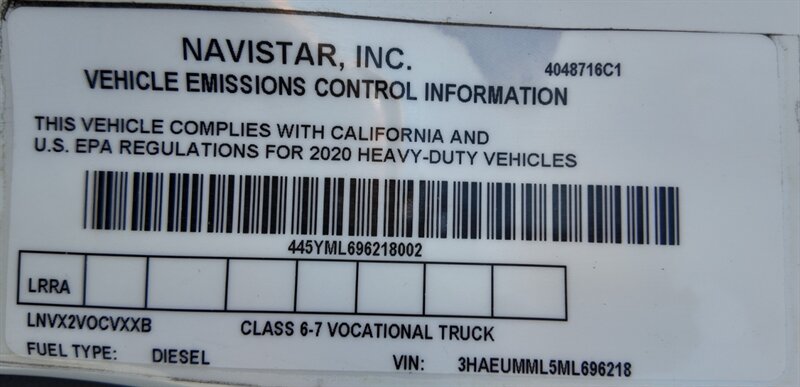 NAVISTAR, INC.
4048716C1
VEHICLE EMISSIONS CONTROL INFORMATION
THIS VEHICLE COMPLIES WITH CALIFORNIA AND
U.S. EPA REGULATIONS FOR 2020 HEAVY-DUTY VEHICLES
445YML696218002
LRRA
LNVX2VOCVXXB CLASS 6-7 VOCATIONAL TRUCK
FUEL TYPE: DIESEL VIN: 3HAEUMML5ML696218